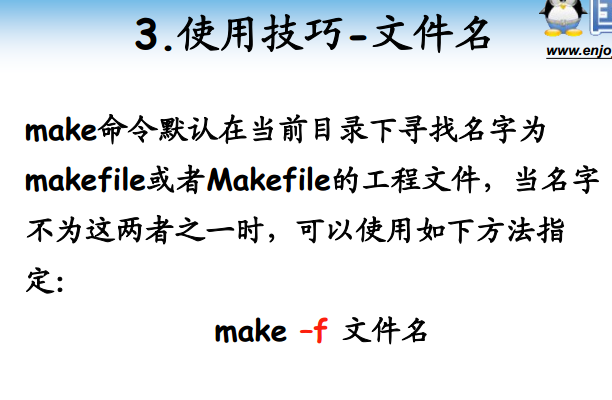 3.使用技巧-文件名
www.enjo
make命令默认在当前目录下寻找名字为
makefile或者Makefile的工程文件，当名字
不为这两者之一时，可以使用如下方法指
定：
make –f 文件名